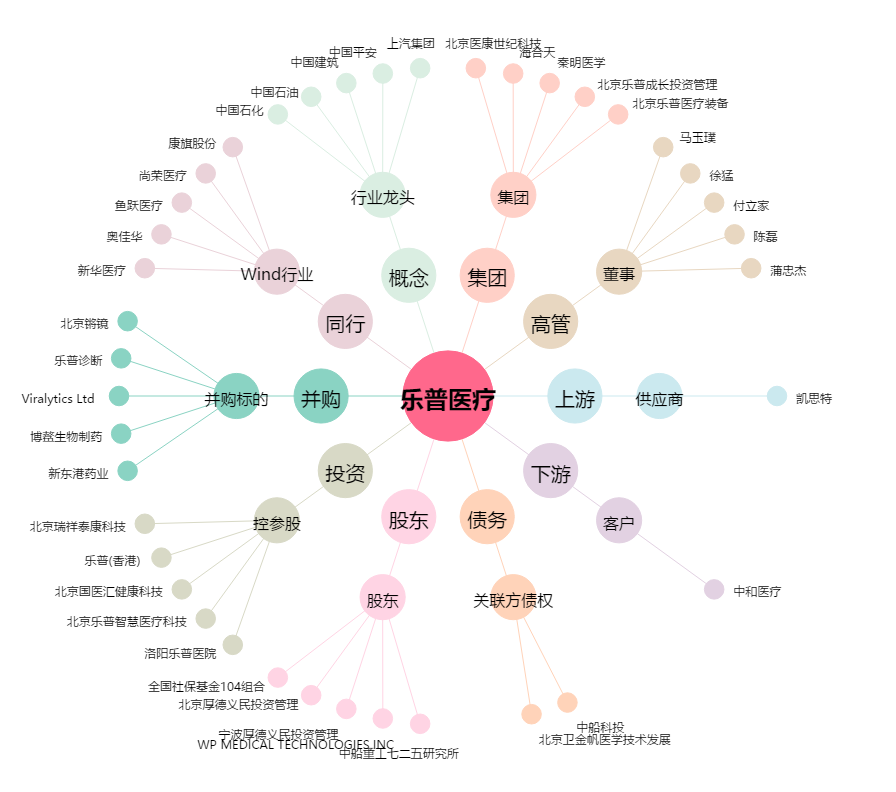 上汽集团
北京医康世纪科技
中国平安
海合天
中国建筑
秦明医学
中国石油
北京乐普成长投资管理
中国石化
北京乐普医疗装备
康旗股份
马玉璞
尚荣医疗
徐猛
行业龙头
集团
鱼跃医疗
付立家
奥佳华
陈磊
新华医疗
Wind行业
概念
集团
董事
蒲忠杰
北京锵镜
同行
高管
乐普诊断
Viralytics Ltd
并购标的
并购
乐普医疗
上游
供应商
凯思特
博嶅生物制药
新东港药业
投资
下游
北京瑞祥泰康科技
控参股
股东
债务
客户
乐普(香港)
北京国医汇健康科技
中和医疗
股东
关联方债权
北京乐普智慧医疗科技
洛阳乐普医院
全国社保基金104组合
北京厚德义民投资管理
中船科投
宁波厚德义民投资管理
北京卫金帆医学技术发展
WP MEDICAL TECHNOLOGIES,INC
中船重工七二五研究所